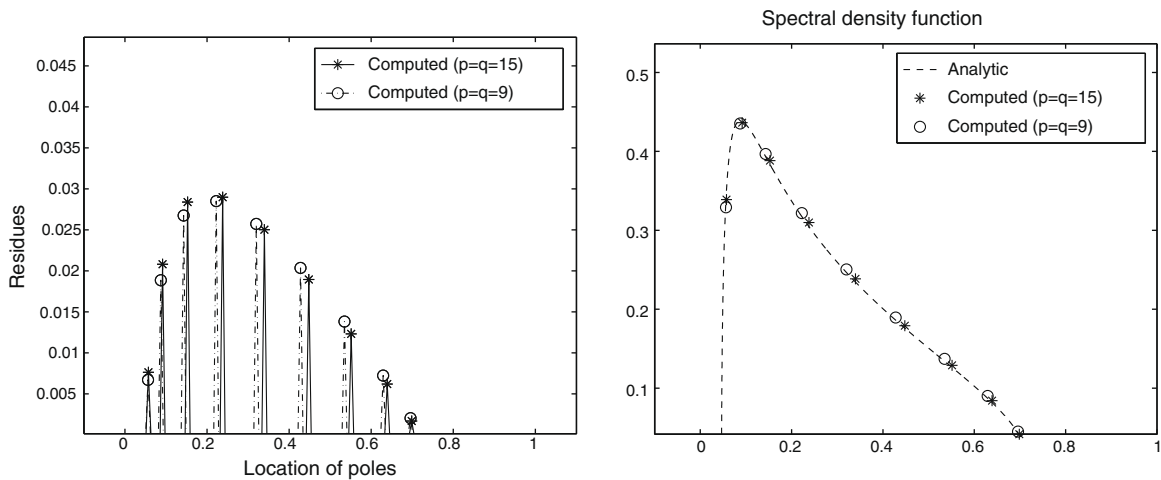 0.045
0.04
0.035
0.03
0.025
0.02
0.015
0.01
0.005
Residues
Computed (p=q=15)
Computed (p=q=9)
0 0.2 0.4 0.6 0.8 1
Location of poles
Spectral density function
0.5
0.4
0.3
0.2
0.1
Analytic
Computed (p=q=15)
Computed (p=q=9)
0 0.2 0.4 0.6 0.8 1